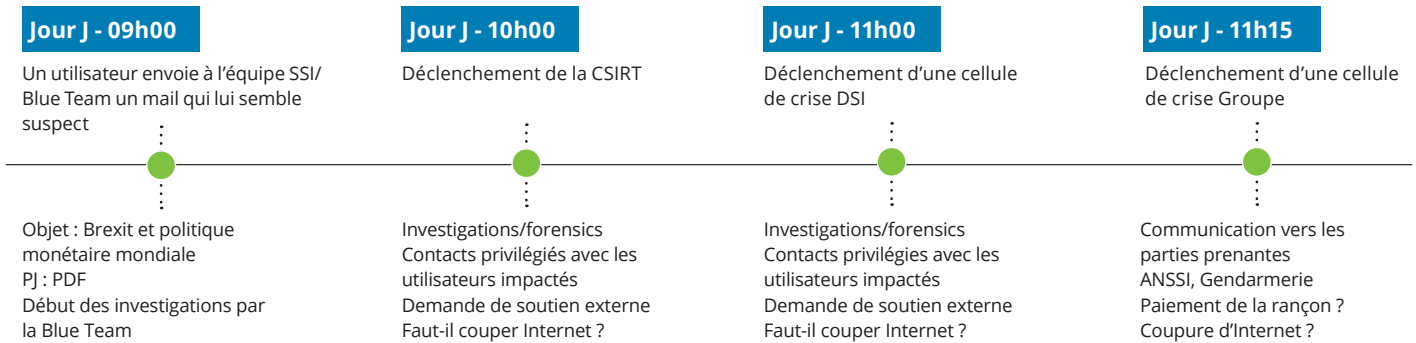 Jour J - 09h00
Un utilisateur envoie à l’équipe SSI/
Blue Team un mail qui lui semble
suspect
Objet : Brexit et politique
monétaire mondiale
PJ : PDF
Début des investigations par
la Blue Team
Jour J - 10h00
Déclenchement de la CSIRT
Investigations/forensics
Contacts privilégiés avec les
utilisateurs impactés
Demande de soutien externe
Faut-il couper Internet ?
Jour J - 11h00
Déclenchement d’une cellule
de crise DSI
Investigations/forensics
Contacts privilégies avec les
utilisateurs impactés
Demande de soutien externe
Faut-il couper Internet ?
Jour J - 11h15
Déclenchement d’une cellule
de crise Groupe
Communication vers les
parties prenantes
ANSSI, Gendarmerie
Paiement de la rançon ?
Coupure d’Internet ?